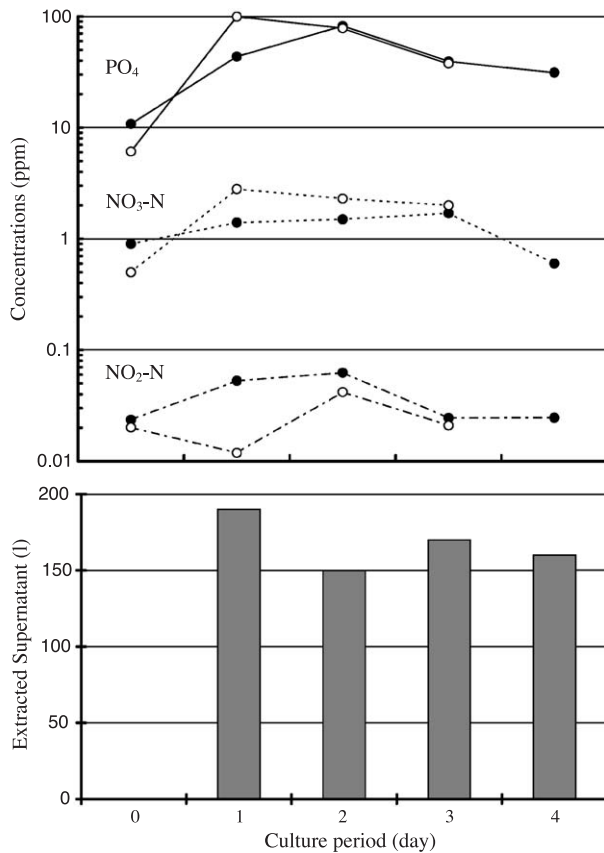 100
PO₄
10
NO₃-N
1
0.1
NO₂-N
0.01
Concentrations (ppm)
200
150
100
50
0
Extracted Supernatant (l)
0 1 2 3 4
Culture period (day)